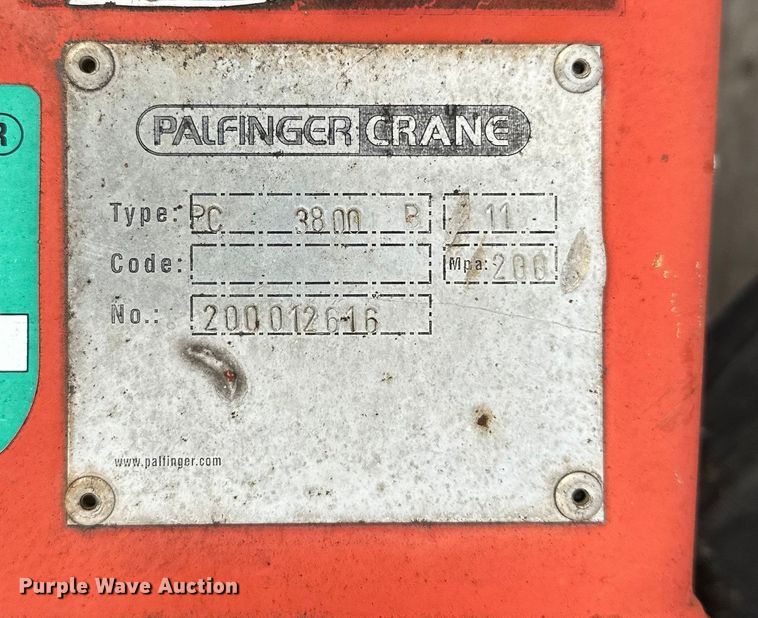 R
PALFINGER CRANE
Type: PC 3800 P 11
Code: Mpa: 200
No.: 200012616
www.palfinger.com
Purple Wave Auction